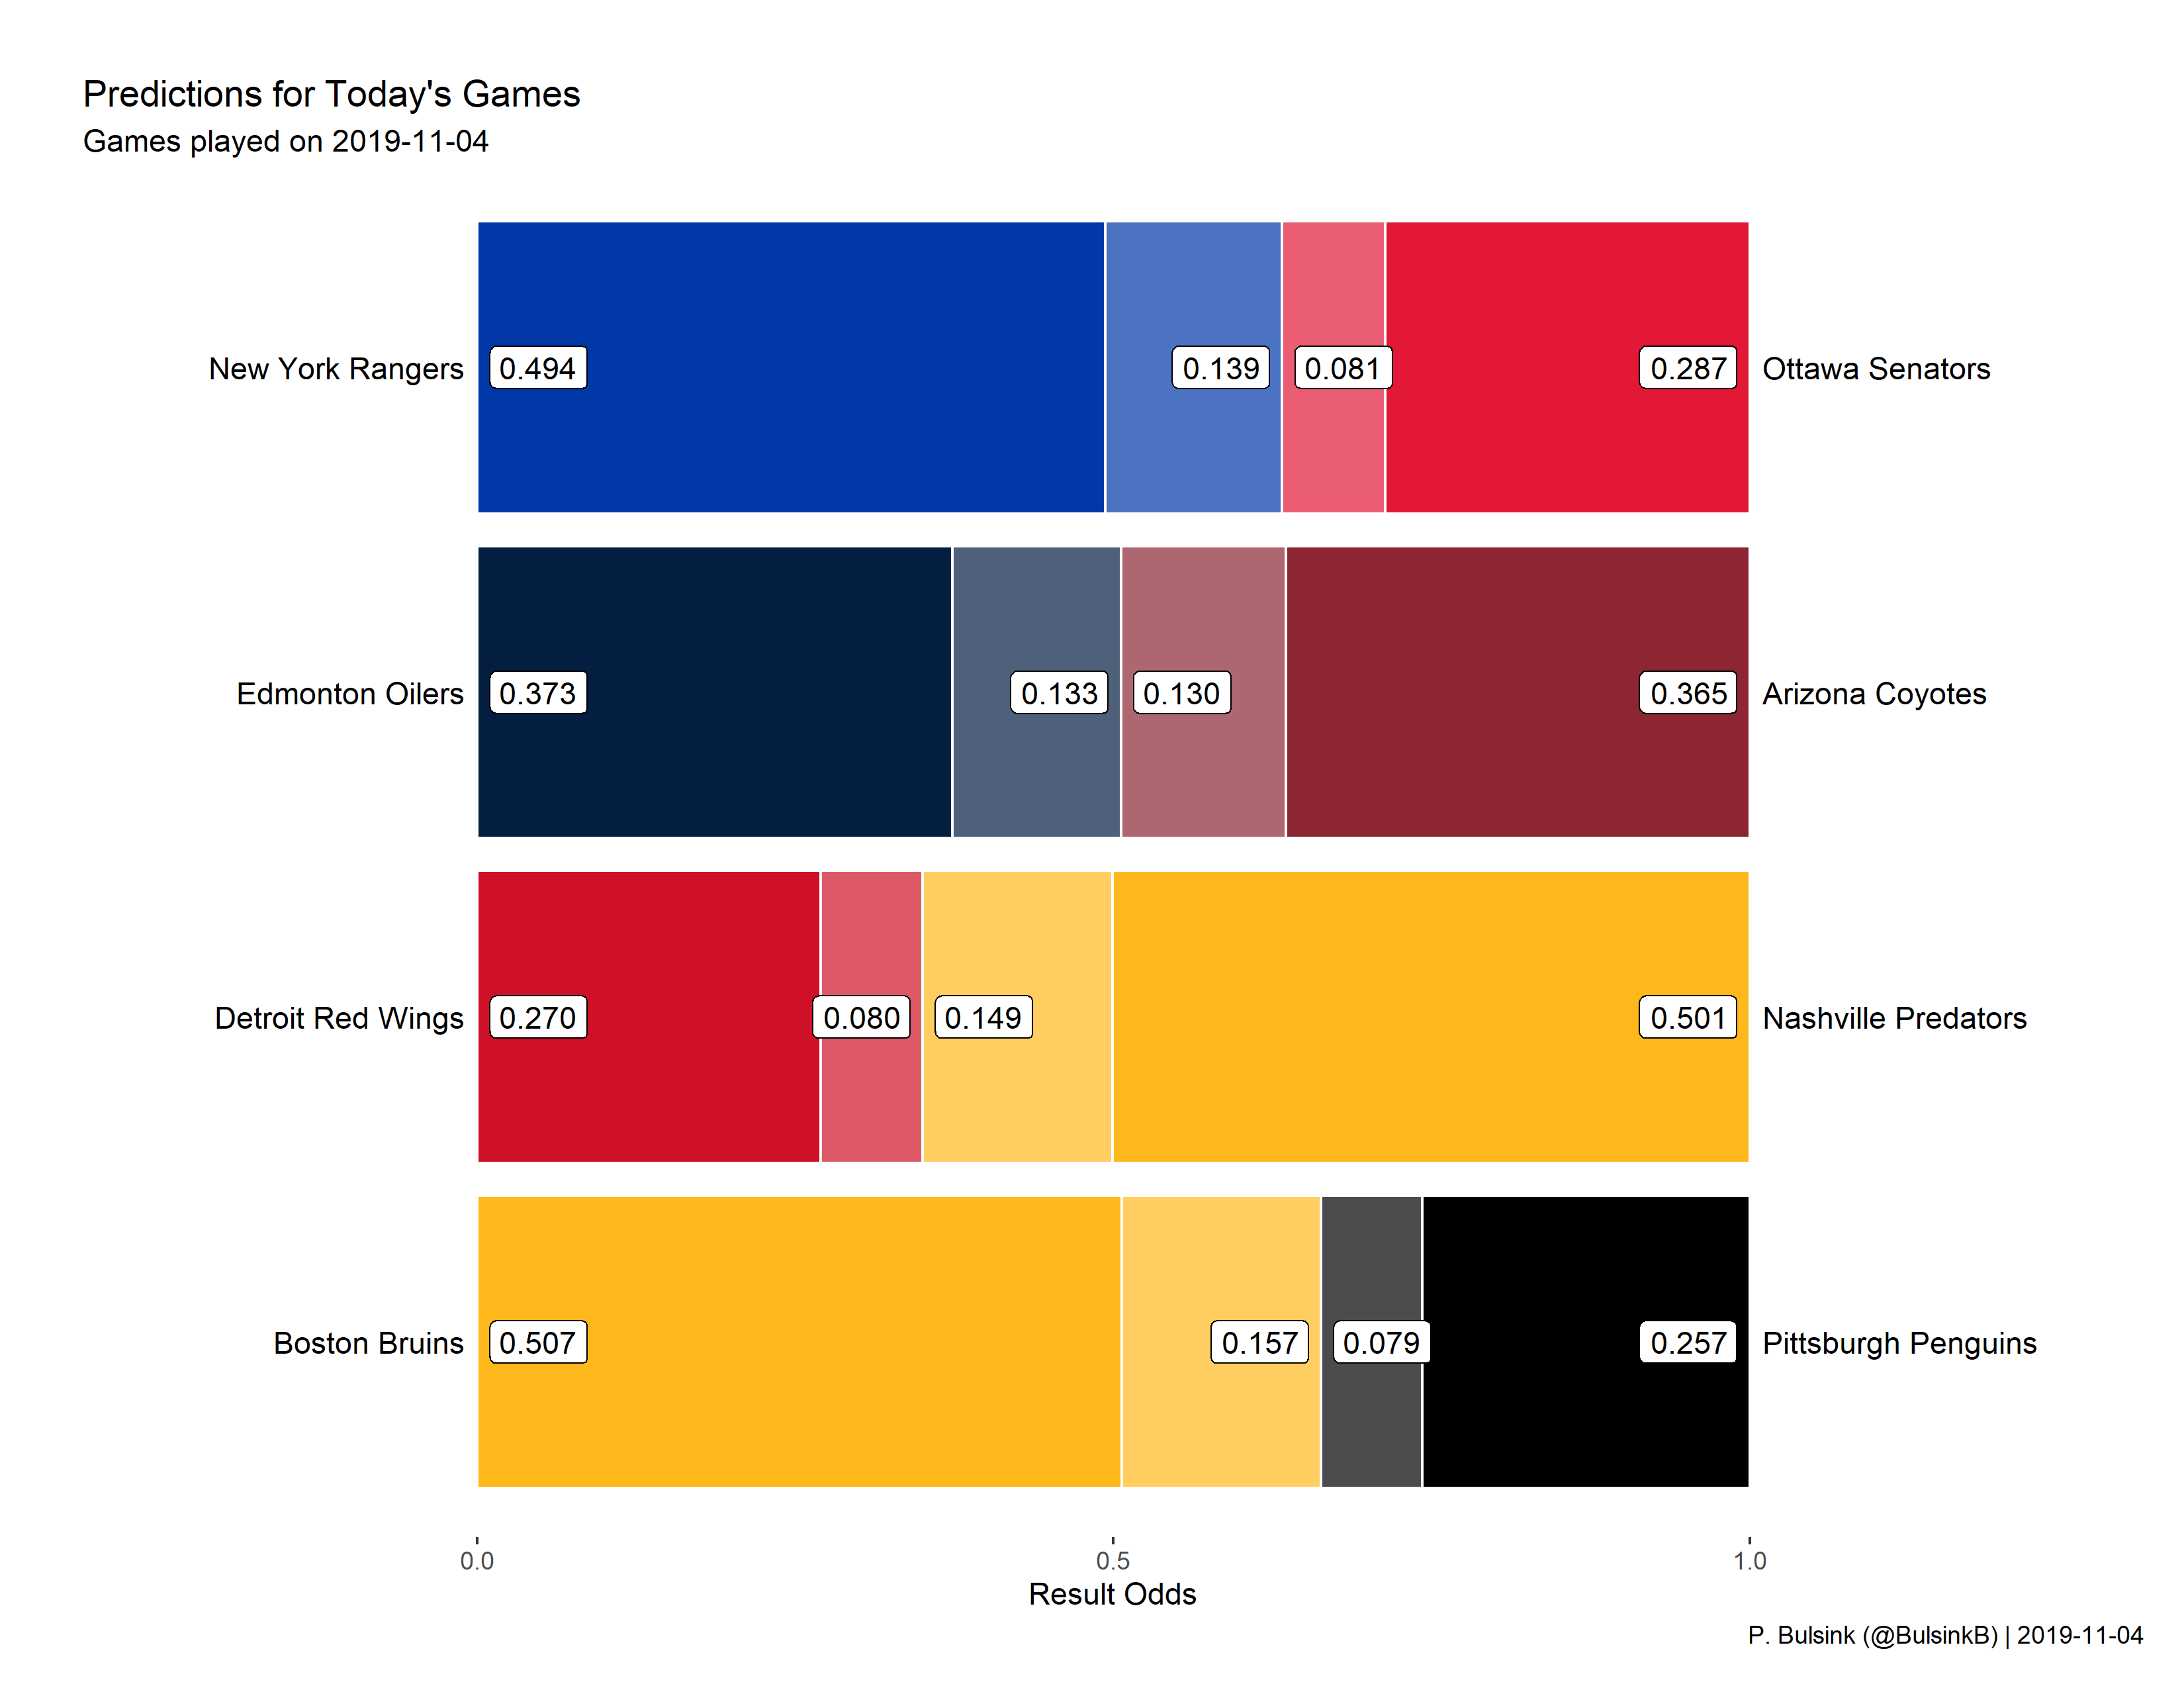 Predictions for Today's Games
Games played on 2019-11-04
New York Rangers 0.494 0.139 0.081 0.287 Ottawa Senators
Edmonton Oilers 0.373 0.133 0.130 0.365 Arizona Coyotes
Detroit Red Wings 0.270 0.080 0.149 0.501 Nashville Predators
Boston Bruins 0.507 0.157 0.079 0.257 Pittsburgh Penguins
0.0 0.5 1.0
Result Odds
P. Bulsink (@BulsinkB) | 2019-11-04